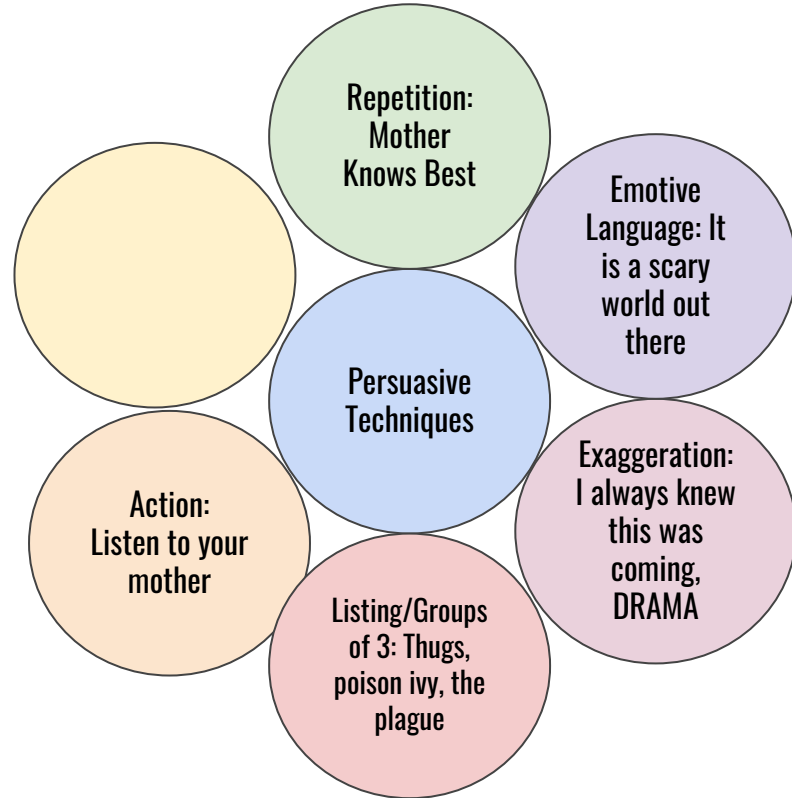 Repetition:
Mother
Knows Best
Emotive
Language: It
is a scary
world out
there
Persuasive
Techniques
Exaggeration:
I always knew
this was
coming,
DRAMA
Action:
Listen to your
mother
Listing/Groups
of 3: Thugs,
poison ivy, the
plague